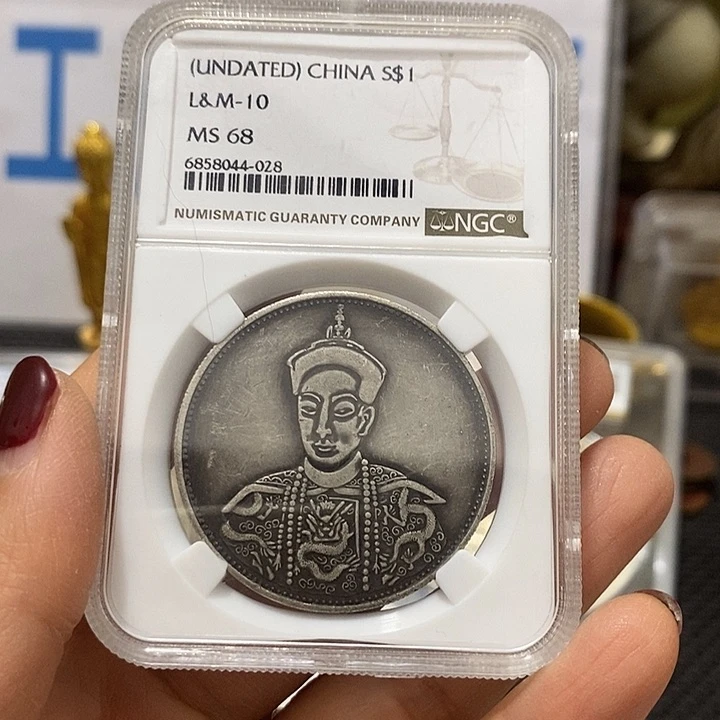 (UNDATED) CHINA S$1
L&M-10
MS 68
6858044-028
NUMISMATIC GUARANTY COMPANY NGC®